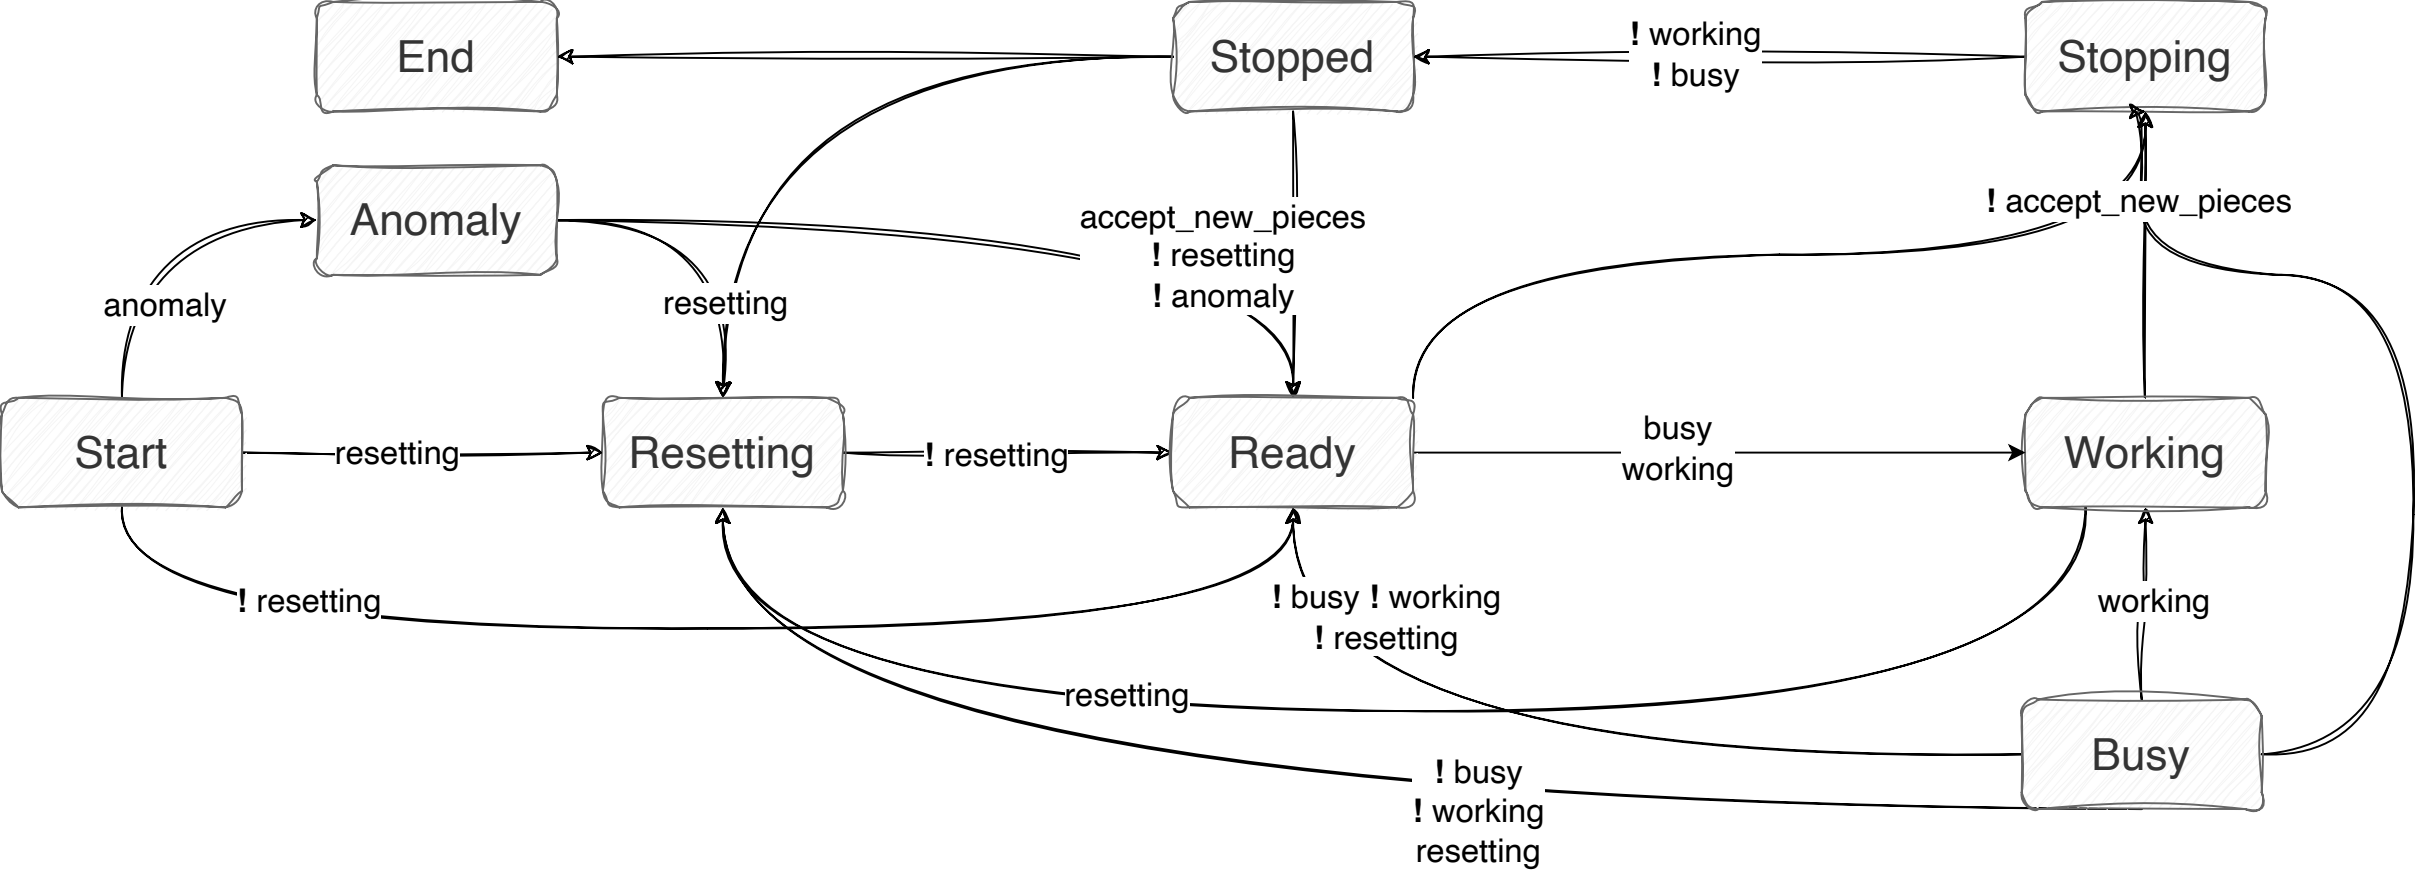 End
Stopped
! working
! busy
Stopping
Anomaly
accept_new_pieces
! resetting
! anomaly
! accept_new_pieces
anomaly
resetting
Start
resetting
Resetting
! resetting
Ready
busy
working
Working
! resetting
! busy ! working
! resetting
working
resetting
Busy
! busy
! working
resetting